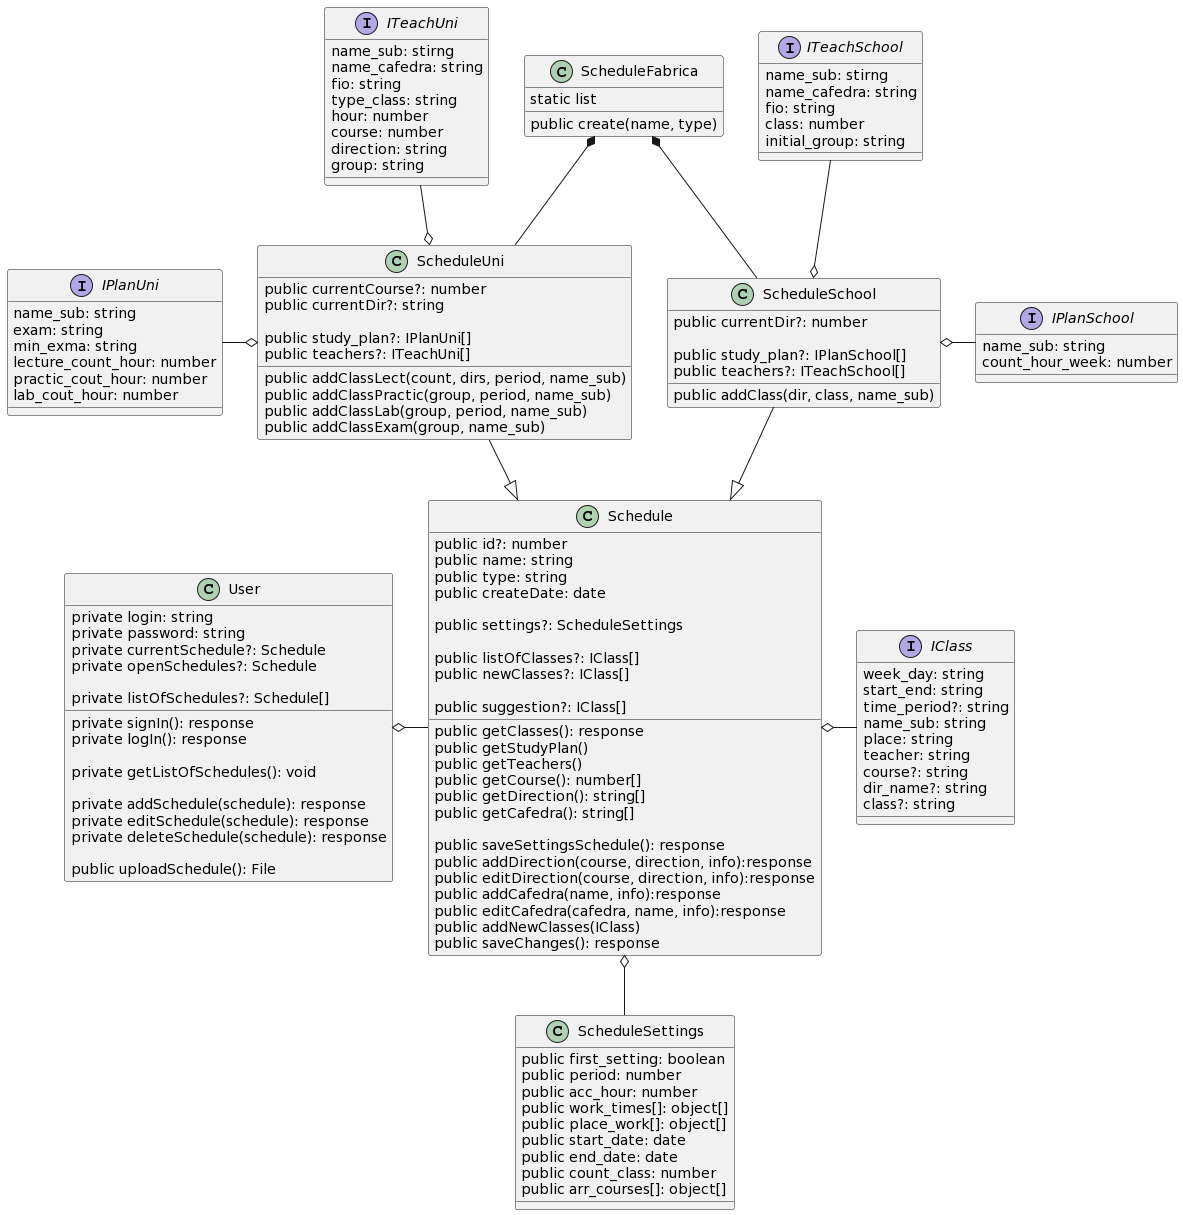 I ITeachUni
name_sub: stirng
name_cafedra: string
fio: string
type_class: string
hour: number
course: number
direction: string
group: string
C ScheduleFabrica
static list
public create(name, type)
I ITeachSchool
name_sub: stirng
name_cafedra: string
fio: string
class: number
initial_group: string
I IPlanUni
name_sub: string
exam: string
min_exma: string
lecture_count_hour: number
practic_cout_hour: number
lab_cout_hour: number
C ScheduleUni
public currentCourse?: number
public currentDir?: string
public study_plan?: IPlanUni[]
public teachers?: ITeachUni[]
public addClassLect(count, dirs, period, name_sub)
public addClassPractic(group, period, name_sub)
public addClassLab(group, period, name_sub)
public addClassExam(group, name_sub)
C ScheduleSchool
public currentDir?: number
public study_plan?: IPlanSchool[]
public teachers?: ITeachSchool[]
public addClass(dir, class, name_sub)
I IPlanSchool
name_sub: string
count_hour_week: number
C User
private login: string
private password: string
private currentSchedule?: Schedule
private openSchedules?: Schedule
private listOfSchedules?: Schedule[]
private signIn(): response
private logIn(): response
private getListOfSchedules(): void
private addSchedule(schedule): response
private editSchedule(schedule): response
private deleteSchedule(schedule): response
public uploadSchedule(): File
C Schedule
public id?: number
public name: string
public type: string
public createDate: date
public settings?: ScheduleSettings
public listOfClasses?: IClass[]
public newClasses?: IClass[]
public suggestion?: IClass[]
public getClasses(): response
public getStudyPlan()
public getTeachers()
public getCourse(): number[]
public getDirection(): string[]
public getCafedra(): string[]
public saveSettingsSchedule(): response
public addDirection(course, direction, info):response
public editDirection(course, direction, info):response
public addCafedra(name, info):response
public editCafedra(cafedra, name, info):response
public addNewClasses(IClass)
public saveChanges(): response
I IClass
week_day: string
start_end: string
time_period?: string
name_sub: string
place: string
teacher: string
course?: string
dir_name?: string
class?: string
C ScheduleSettings
public first_setting: boolean
public period: number
public acc_hour: number
public work_times[]: object[]
public place_work[]: object[]
public start_date: date
public end_date: date
public count_class: number
public arr_courses[]: object[]